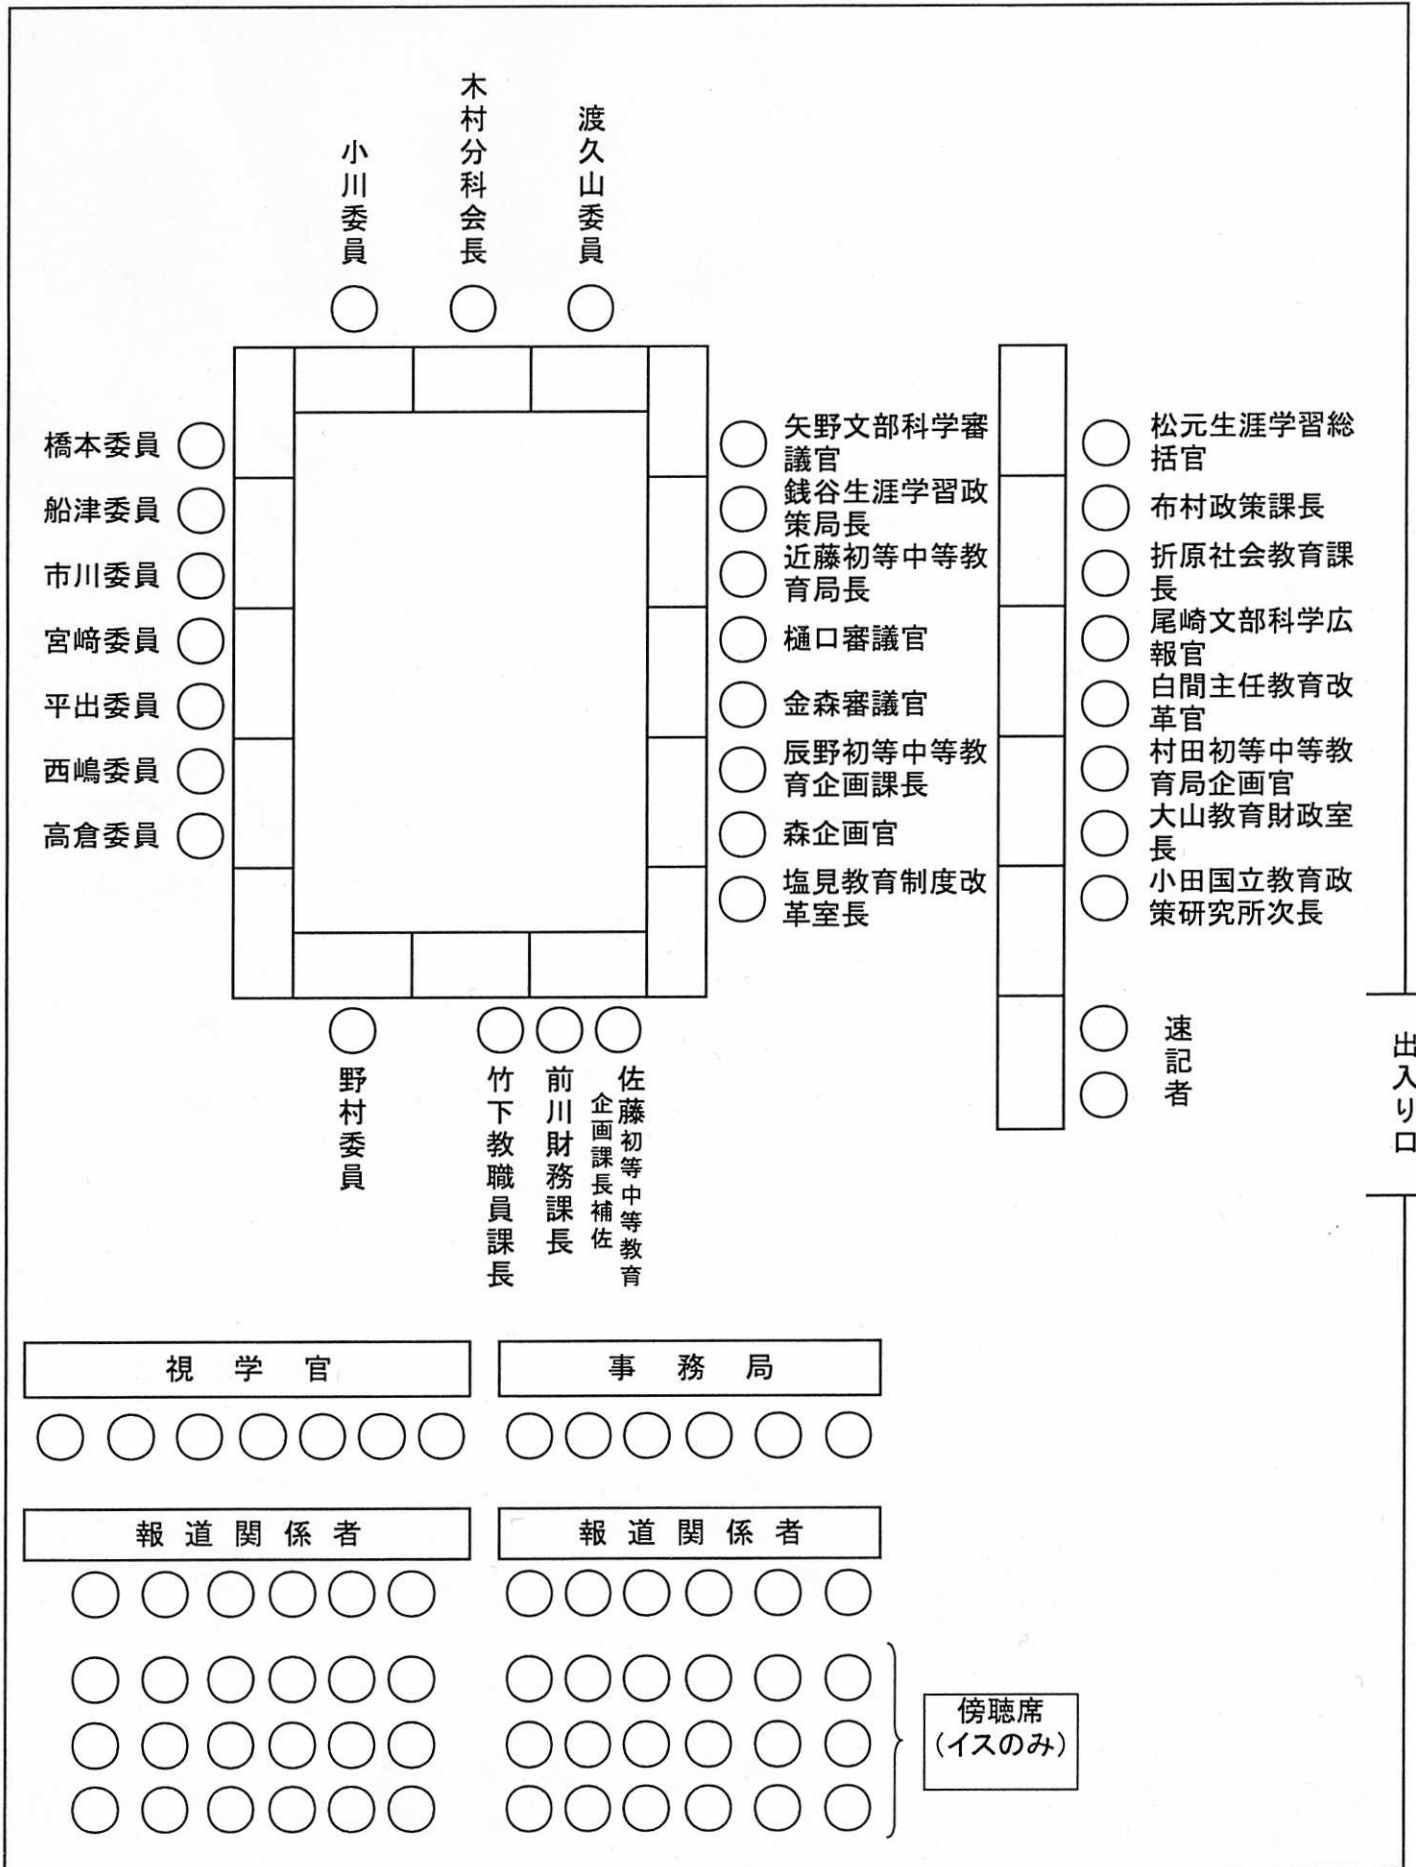 小川委員
木村分科会長
渡久山委員
橋本委員
船津委員
市川委員
宮﨑委員
平出委員
西嶋委員
高倉委員
矢野文部科学審
議官
銭谷生涯学習政
策局長
近藤初等中等教
育局長
樋口審議官
金森審議官
辰野初等中等教
育企画課長
森企画官
塩見教育制度改
革室長
松元生涯学習総
括官
布村政策課長
折原社会教育課
長
尾崎文部科学広
報官
白間主任教育改
革官
村田初等中等教
育局企画官
大山教育財政室
長
小田国立教育政
策研究所次長
速記者
出入り口
野村委員
竹下教職員課長
前川財務課長
佐藤初等中等教育
企画課長補佐
視学官
事務局
報道関係者
報道関係者
傍聴席
(イスのみ)